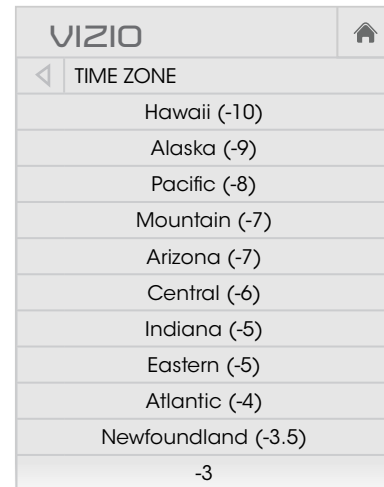 VIZIO
TIME ZONE
Hawaii (-10)
Alaska (-9)
Pacific (-8)
Mountain (-7)
Arizona (-7)
Central (-6)
Indiana (-5)
Eastern (-5)
Atlantic (-4)
Newfoundland (-3.5)
-3